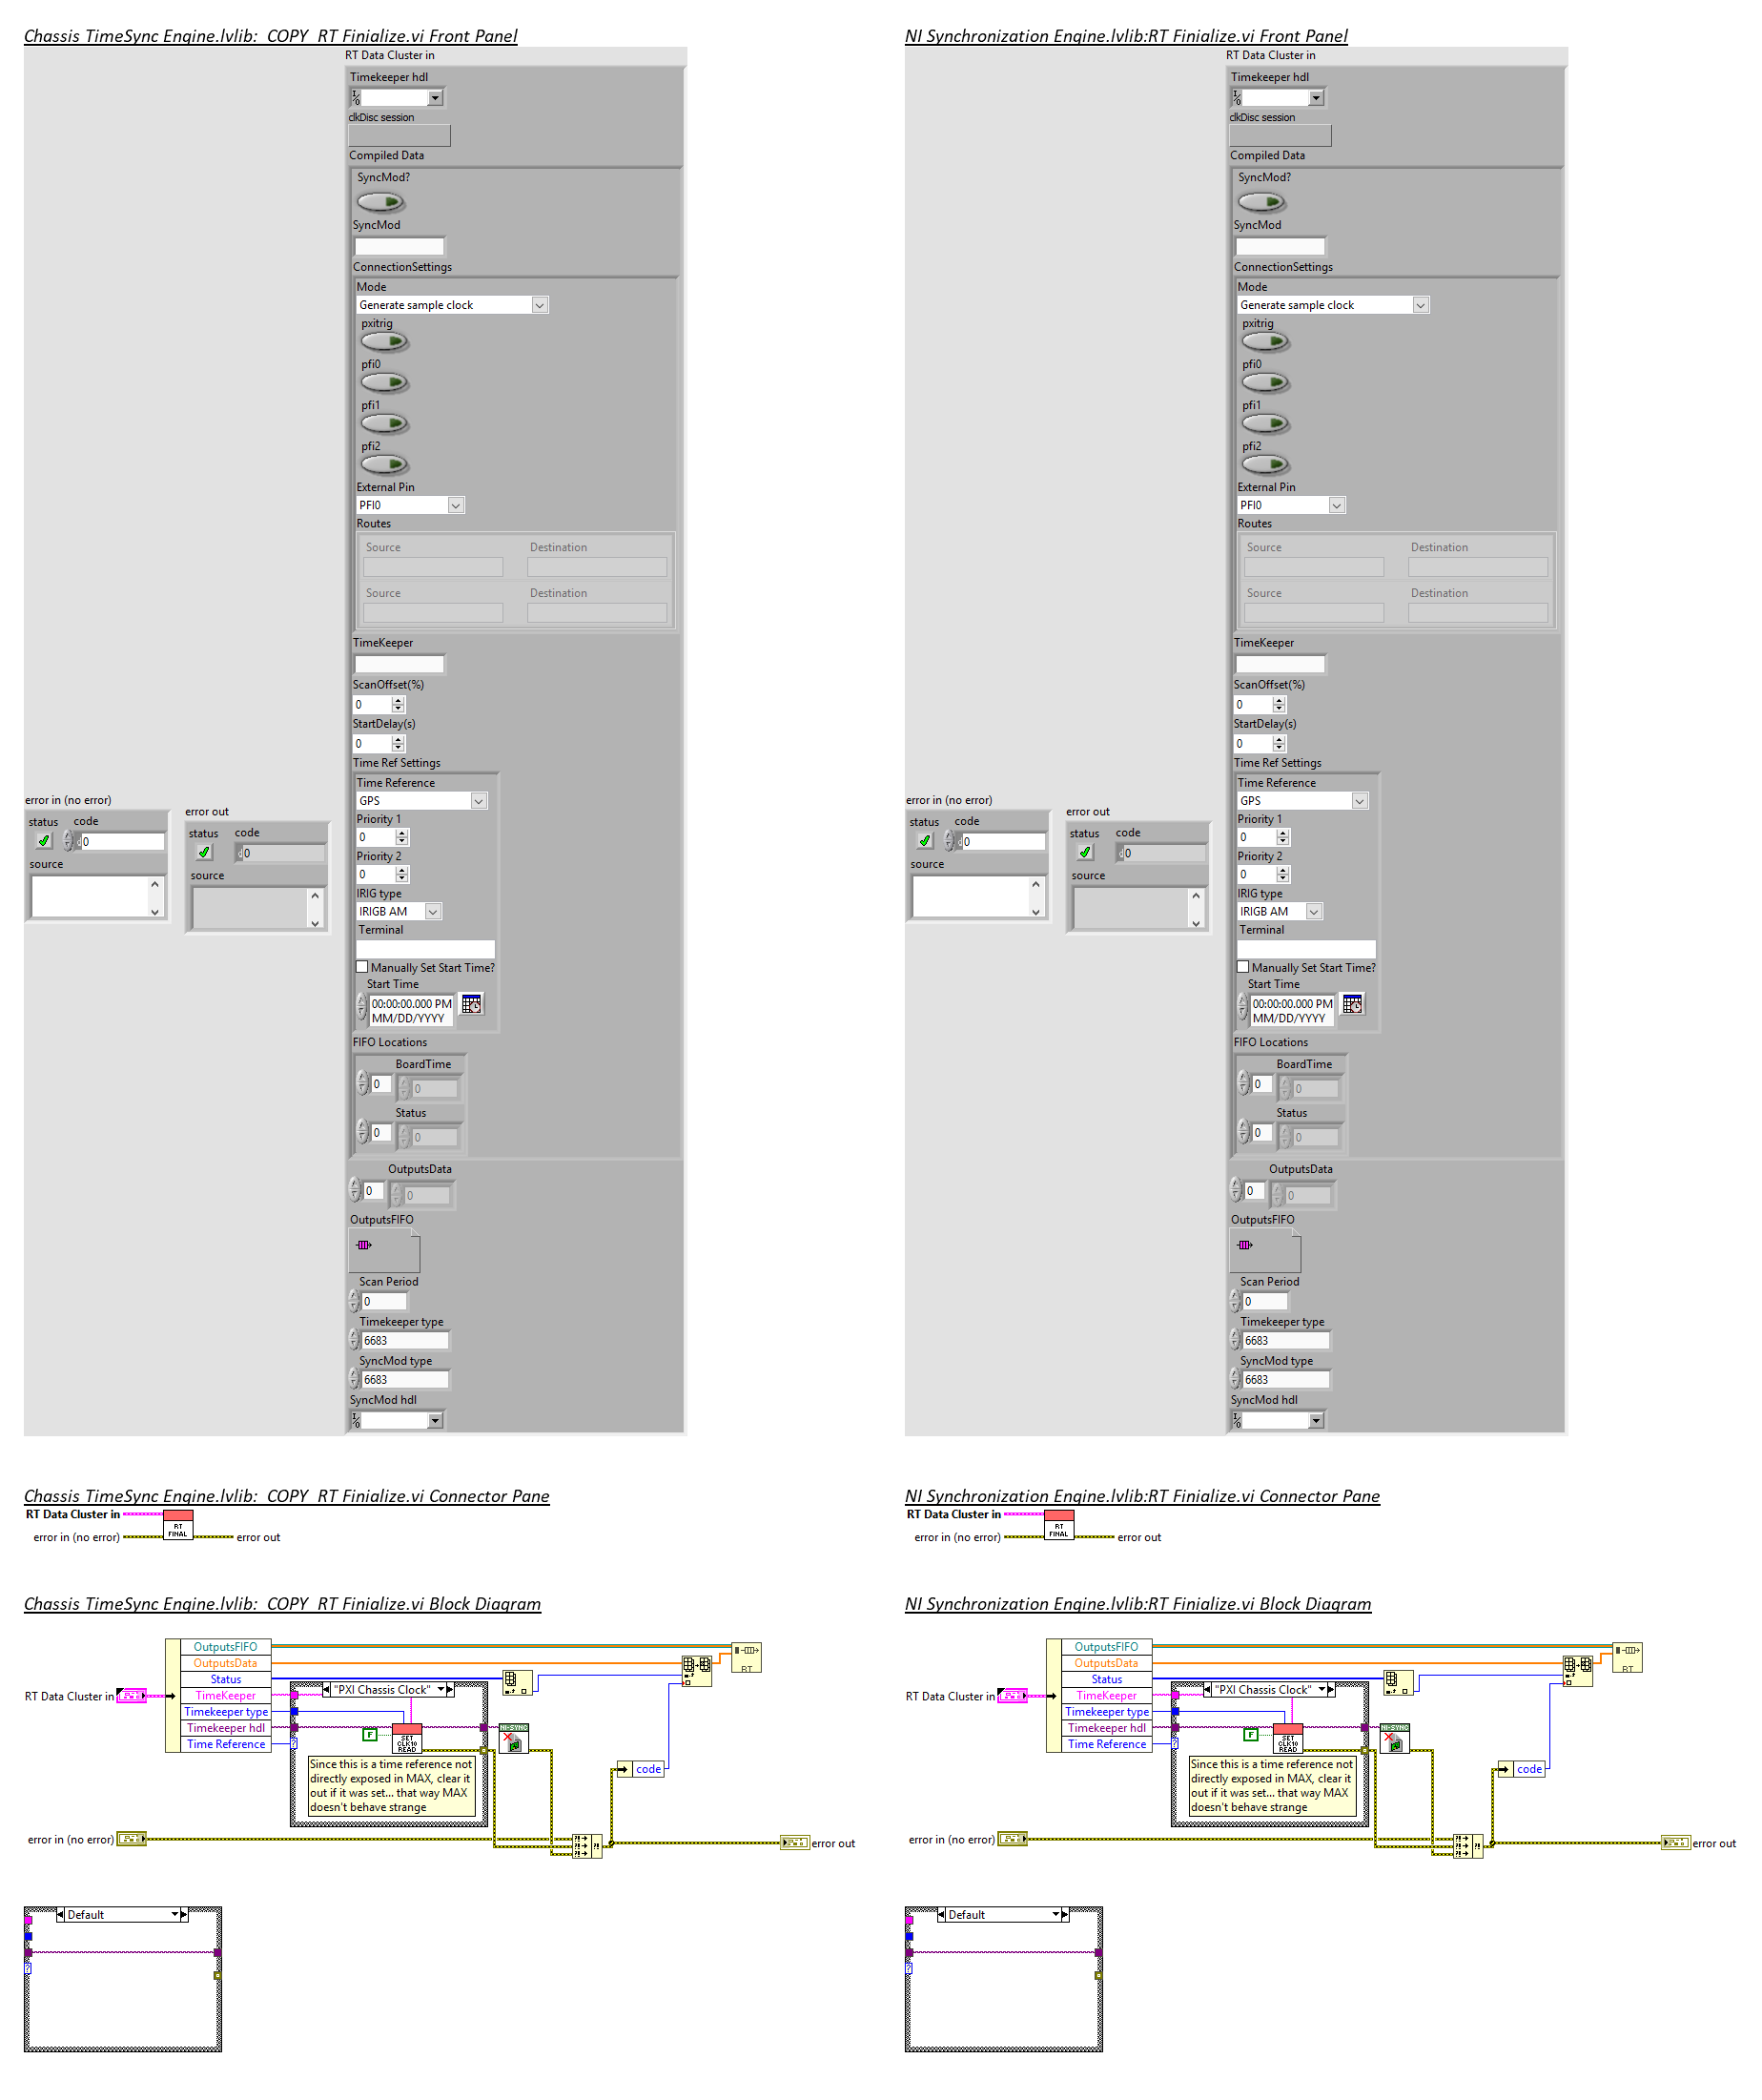 Chassis TimeSync Engine.lvlib:_COPY_RT Finialize.vi Front Panel
RT Data Cluster in
Timekeeper hdl
clkDisc session
Compiled Data
SyncMod?
SyncMod
ConnectionSettings
Mode
Generate sample clock
pxitrig
pfi0
pfi1
pfi2
External Pin
PFI0
Routes
Source Destination
Source Destination
TimeKeeper
ScanOffset(%)
0
StartDelay(s)
0
Time Ref Settings
Time Reference
GPS
Priority 1
0
Priority 2
0
IRIG type
IRIGB AM
Terminal
Manually Set Start Time?
Start Time
00:00:00.000 PM
MM/DD/YYYY
FIFO Locations
BoardTime
0 0
Status
0 0
OutputsData
0 0
OutputsFIFO
Scan Period
0
Timekeeper type
6683
SyncMod type
6683
SyncMod hdl
error in (no error)
status code
0
source
error out
status code
0
source
NI Synchronization Engine.lvlib:RT Finialize.vi Front Panel
RT Data Cluster in
Timekeeper hdl
clkDisc session
Compiled Data
SyncMod?
SyncMod
ConnectionSettings
Mode
Generate sample clock
pxitrig
pfi0
pfi1
pfi2
External Pin
PFI0
Routes
Source Destination
Source Destination
TimeKeeper
ScanOffset(%)
0
StartDelay(s)
0
Time Ref Settings
Time Reference
GPS
Priority 1
0
Priority 2
0
IRIG type
IRIGB AM
Terminal
Manually Set Start Time?
Start Time
00:00:00.000 PM
MM/DD/YYYY
FIFO Locations
BoardTime
0 0
Status
0 0
OutputsData
0 0
OutputsFIFO
Scan Period
0
Timekeeper type
6683
SyncMod type
6683
SyncMod hdl
error in (no error)
status code
0
source
error out
status code
0
source
Chassis TimeSync Engine.lvlib:_COPY_RT Finialize.vi Connector Pane
RT Data Cluster in
RT
FINAL
error in (no error) error out
NI Synchronization Engine.lvlib:RT Finialize.vi Connector Pane
RT Data Cluster in
RT
FINAL
error in (no error) error out
Chassis TimeSync Engine.lvlib:_COPY_RT Finialize.vi Block Diagram
OutputsFIFO
OutputsData
Status
TimeKeeper
Timekeeper type
Timekeeper hdl
Time Reference
RT Data Cluster in
"PXI Chassis Clock"
F
SET
CLK10
READ
NI-SYNC
RT
Since this is a time reference not
directly exposed in MAX, clear it
out if it was set... that way MAX
doesn't behave strange
code
error in (no error)
error out
Default
NI Synchronization Engine.lvlib:RT Finialize.vi Block Diagram
OutputsFIFO
OutputsData
Status
TimeKeeper
Timekeeper type
Timekeeper hdl
Time Reference
RT Data Cluster in
"PXI Chassis Clock"
F
SET
CLK10
READ
NI-SYNC
RT
Since this is a time reference not
directly exposed in MAX, clear it
out if it was set... that way MAX
doesn't behave strange
code
error in (no error)
error out
Default